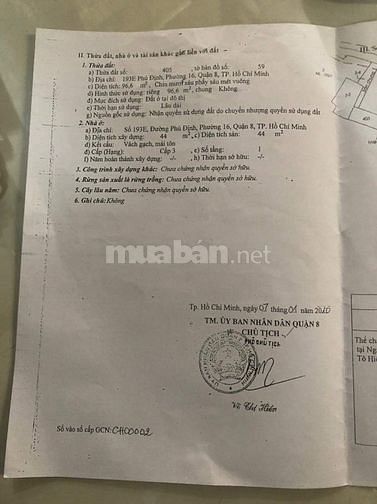 II. Thửa đất, nhà ở và tài sản khác gắn liền với đất
1. Thửa đất:
a) Thửa đất số: 405, tờ bản đồ số: 59
b) Địa chỉ: 193E Phú Định, Phường 16, Quận 8, TP. Hồ Chí Minh
c) Diện tích: 96,6 m², Chín mươi sáu phẩy sáu mét vuông
d) Hình thức sử dụng: riêng 96,6 m², chung Không
đ) Mục đích sử dụng: Đất ở tại đô thị
e) Thời hạn sử dụng: Lâu dài
g) Nguồn gốc sử dụng: Nhận quyền sử dụng đất do chuyển nhượng quyền sử dụng đất
2. Nhà ở:
a) Địa chỉ: Số 193E, Đường Phú Định, Phường 16, Quận 8, TP. Hồ Chí Minh
b) Diện tích xây dựng: 44 m², c) Diện tích sàn: 44 m²
d) Kết cấu: Vách gạch, mái tôn
đ) Cấp (Hạng): Cấp 3, e) Số tầng: 1
g) Năm hoàn thành xây dựng: -/- h) Thời hạn sở hữu: -/-
3. Công trình xây dựng khác: Chưa chứng nhận quyền sở hữu.
4. Rừng sản xuất là rừng trồng: Chưa chứng nhận quyền sở hữu.
5. Cây lâu năm: Chưa chứng nhận quyền sở hữu.
6. Ghi chú: Không
muaban.net
Tp. Hồ Chí Minh, ngày 07 tháng 01 năm 2010
TM. ỦY BAN NHÂN DÂN QUẬN 8
CHỦ TỊCH
PHÓ CHỦ TỊCH
Số vào sổ cấp GCN: CH00002
III. S
Thế ch
tại Ng
Tô Hi